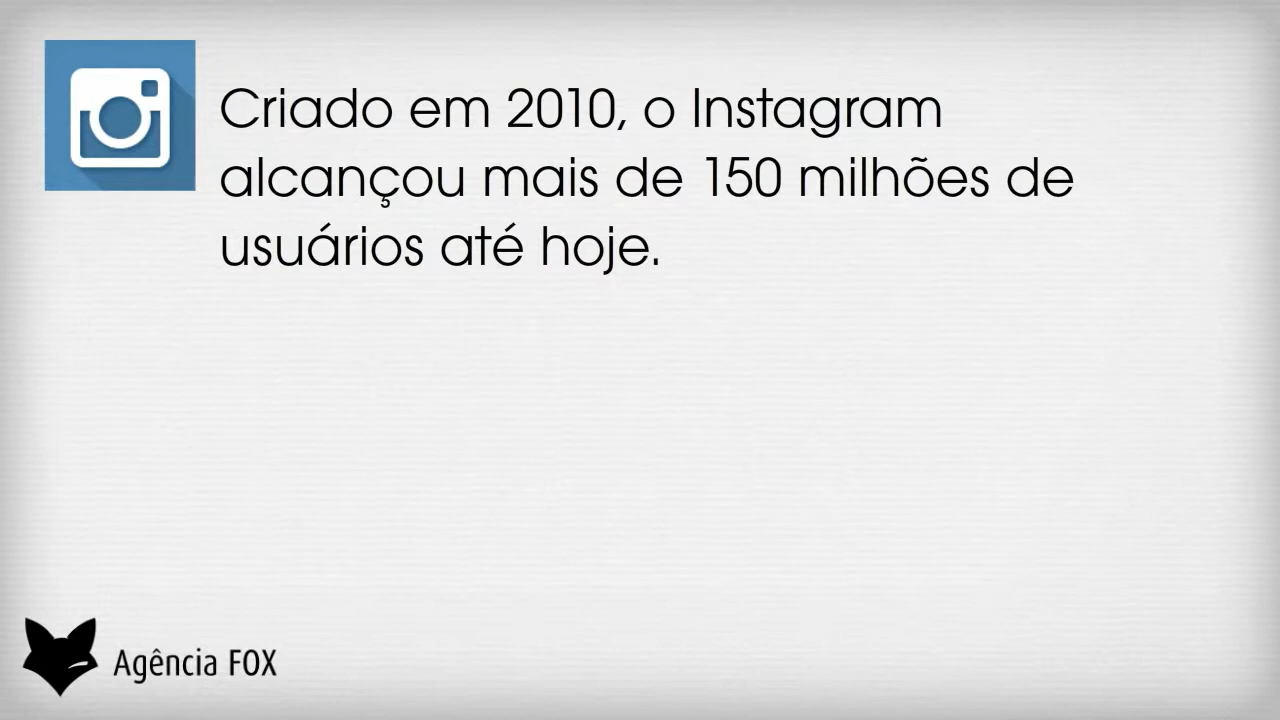 Criado em 2010, o Instagram
alcançou mais de 150 milhões de
usuários até hoje.
Agência FOX